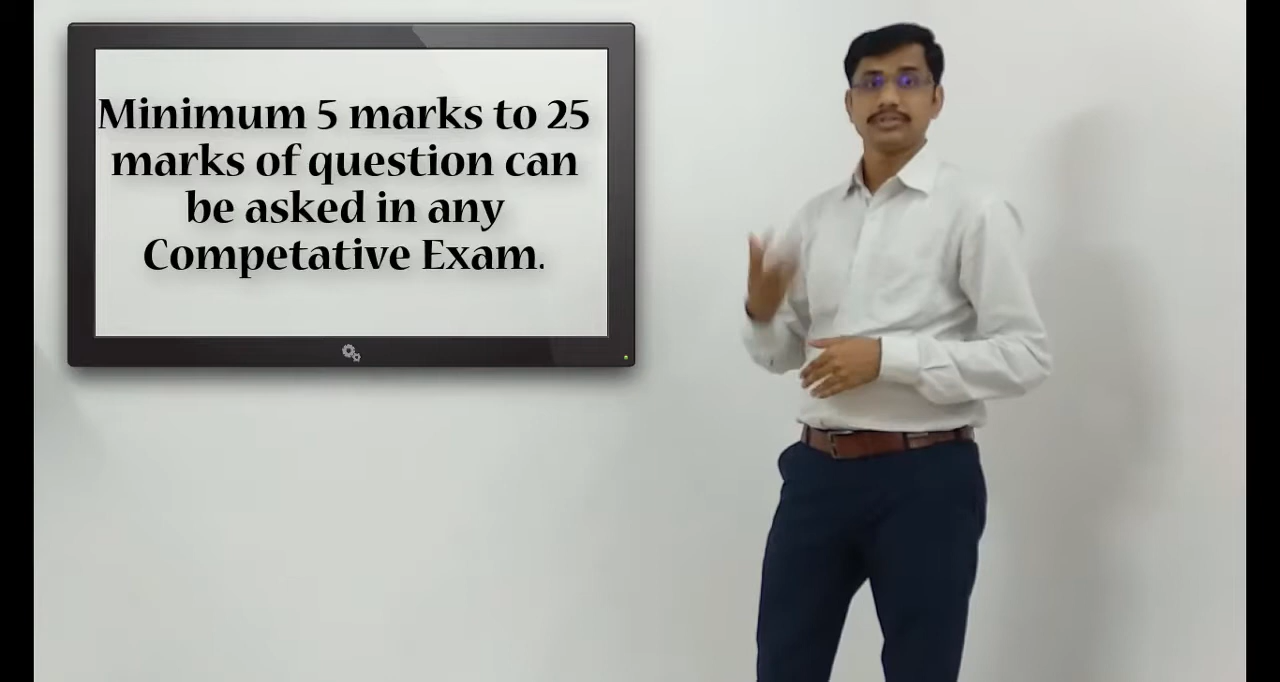 Minimum 5 marks to 25
marks of question can
be asked in any
Competative Exam.